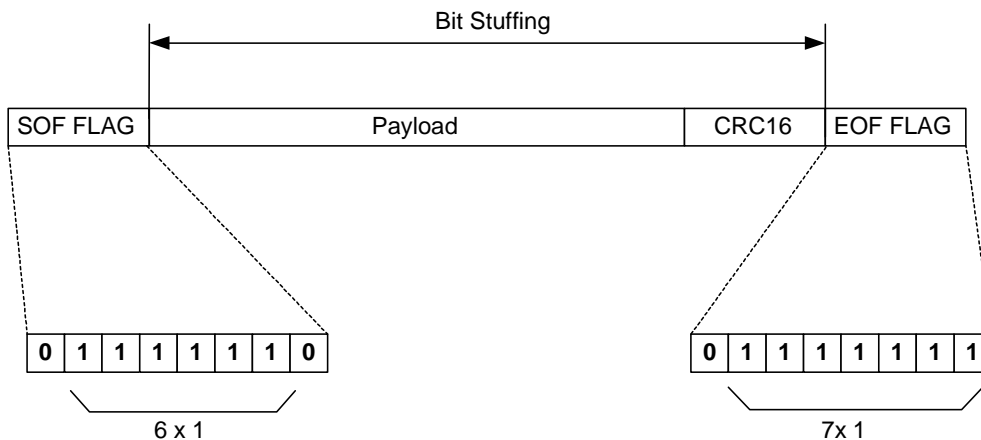 Bit Stuffing
SOF FLAG Payload CRC16 EOF FLAG
0 1 1 1 1 1 1 0 0 1 1 1 1 1 1 1
6 x 1 7x 1